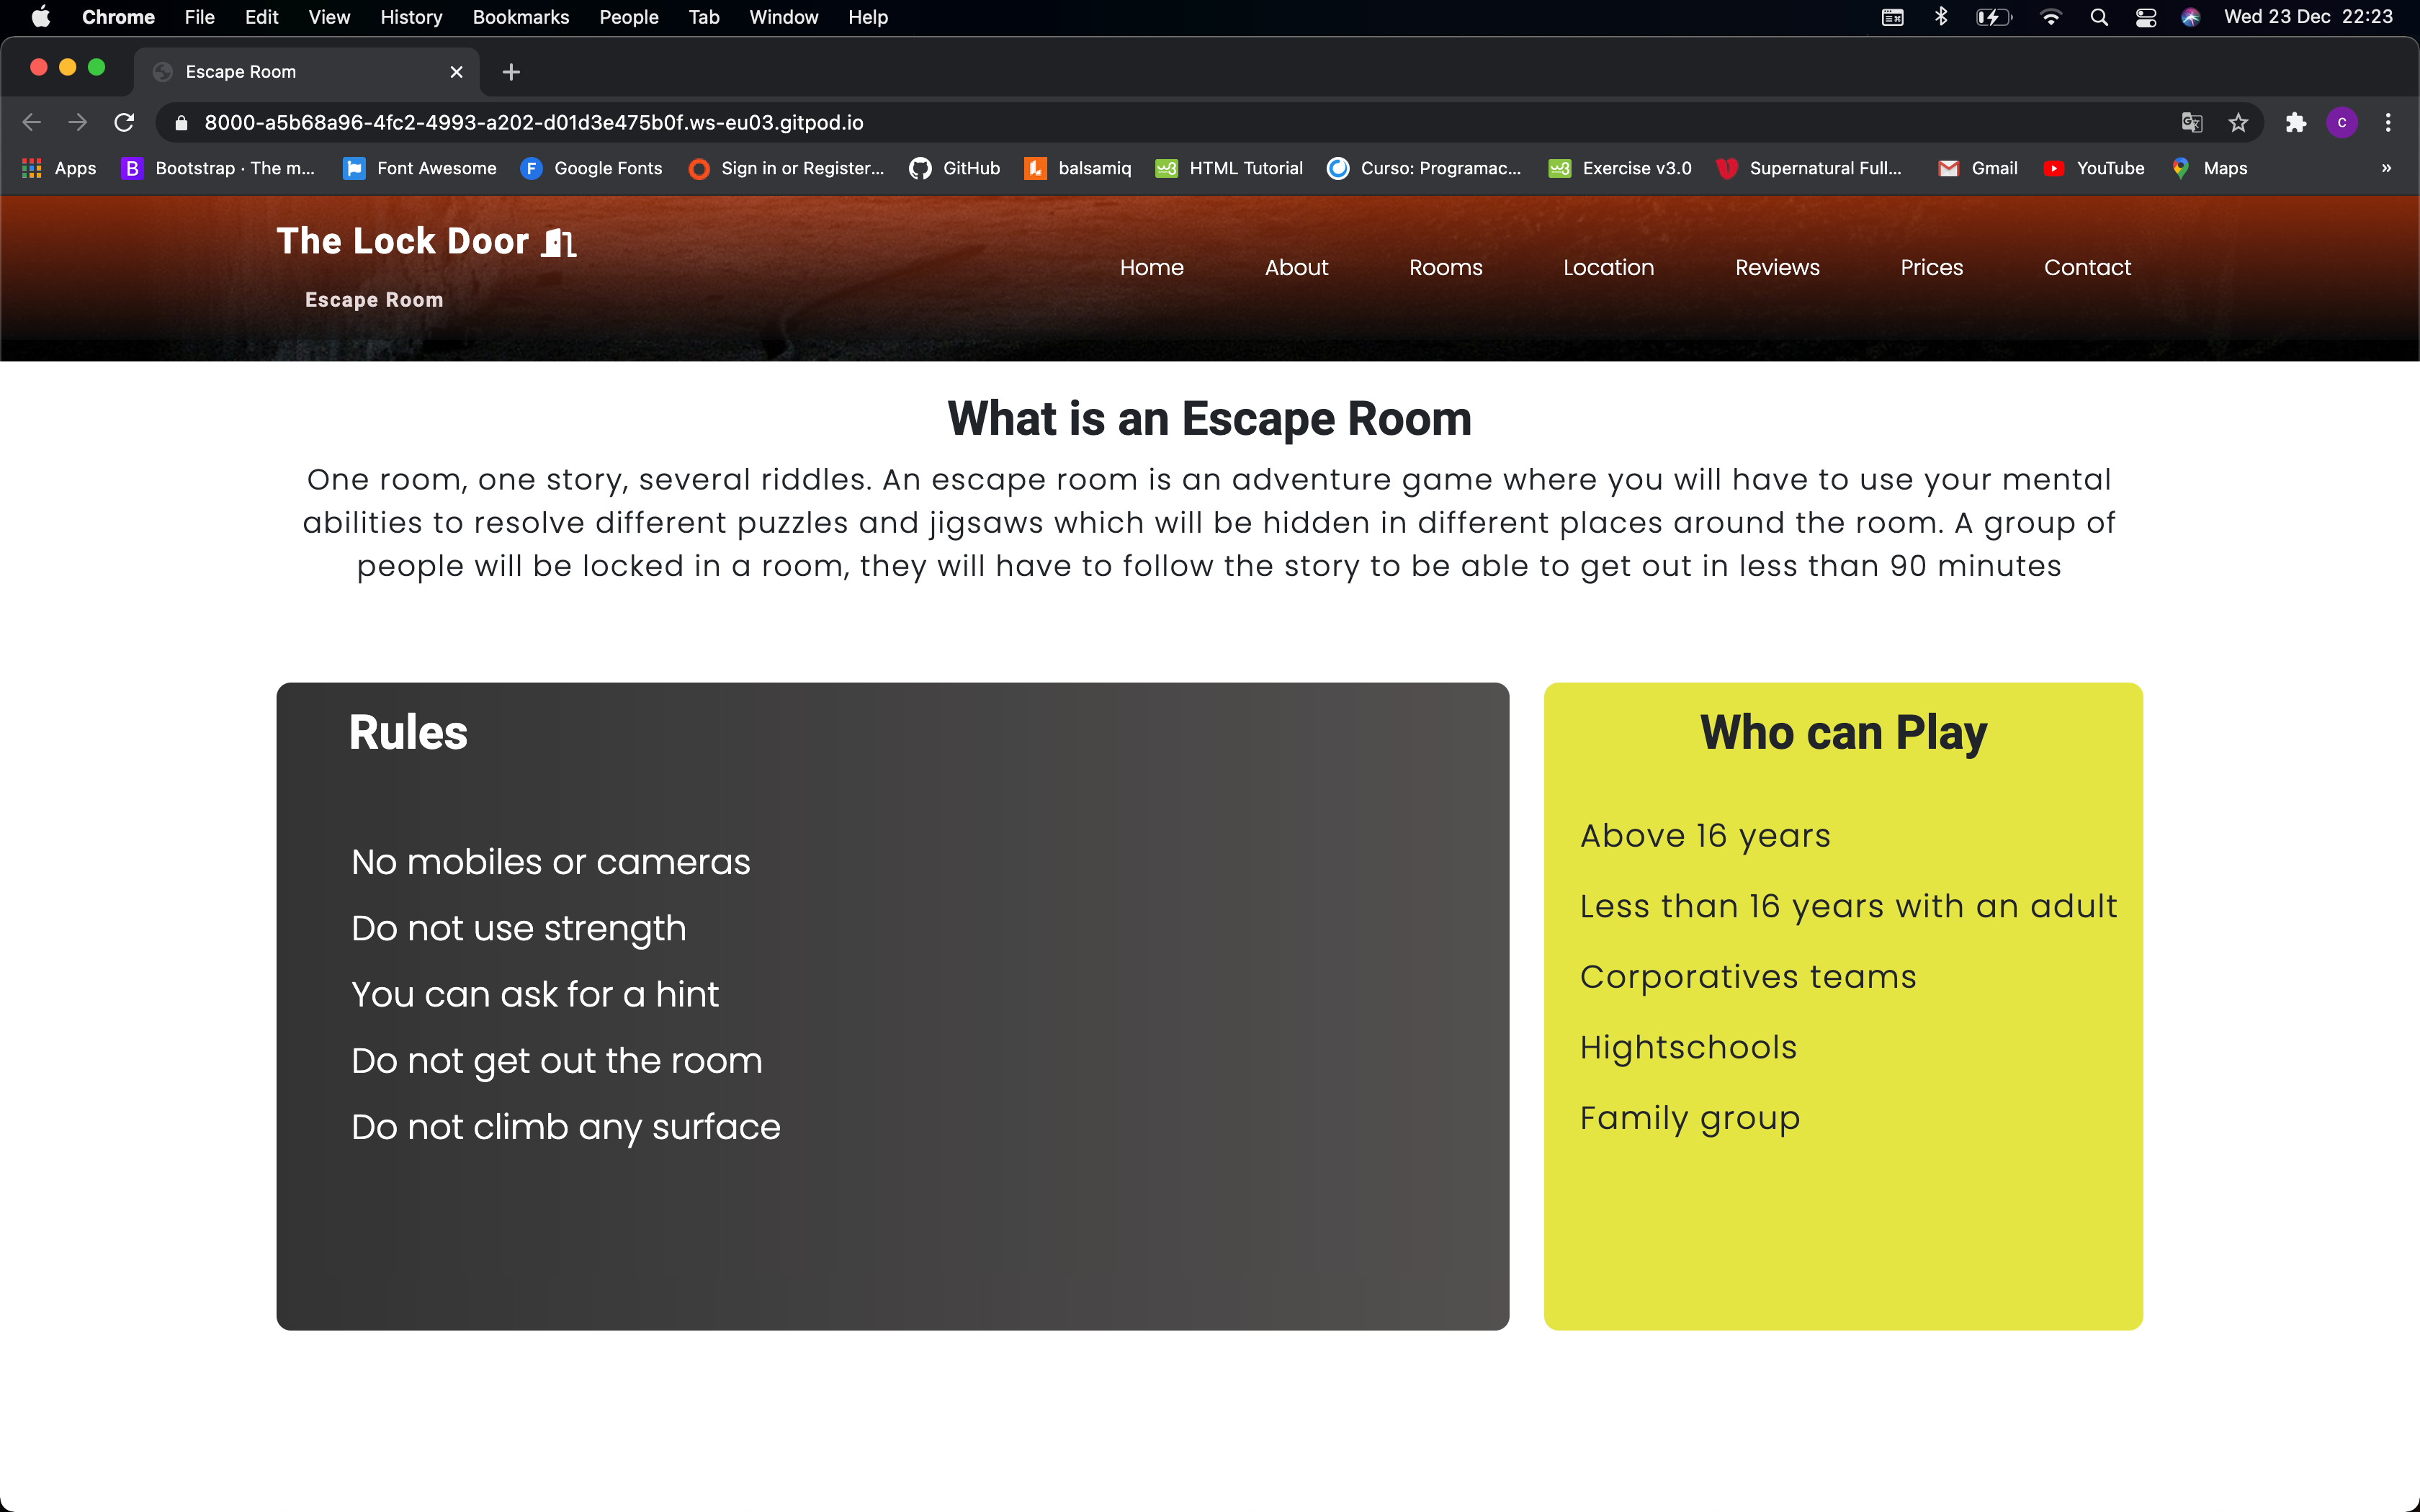 Chrome File Edit View History Bookmarks People Tab Window Help Wed 23 Dec 22:23
Escape Room
8000-a5b68a96-4fc2-4993-a202-d01d3e475b0f.ws-eu03.gitpod.io C
Apps B Bootstrap · The m... Font Awesome F Google Fonts Sign in or Register... GitHub balsamiq w3 HTML Tutorial Curso: Programac... w3 Exercise v3.0 Supernatural Full... Gmail YouTube Maps »
The Lock Door
Escape Room
Home About Rooms Location Reviews Prices Contact
What is an Escape Room
One room, one story, several riddles. An escape room is an adventure game where you will have to use your mental
abilities to resolve different puzzles and jigsaws which will be hidden in different places around the room. A group of
people will be locked in a room, they will have to follow the story to be able to get out in less than 90 minutes
Rules
No mobiles or cameras
Do not use strength
You can ask for a hint
Do not get out the room
Do not climb any surface
Who can Play
Above 16 years
Less than 16 years with an adult
Corporatives teams
Hightschools
Family group